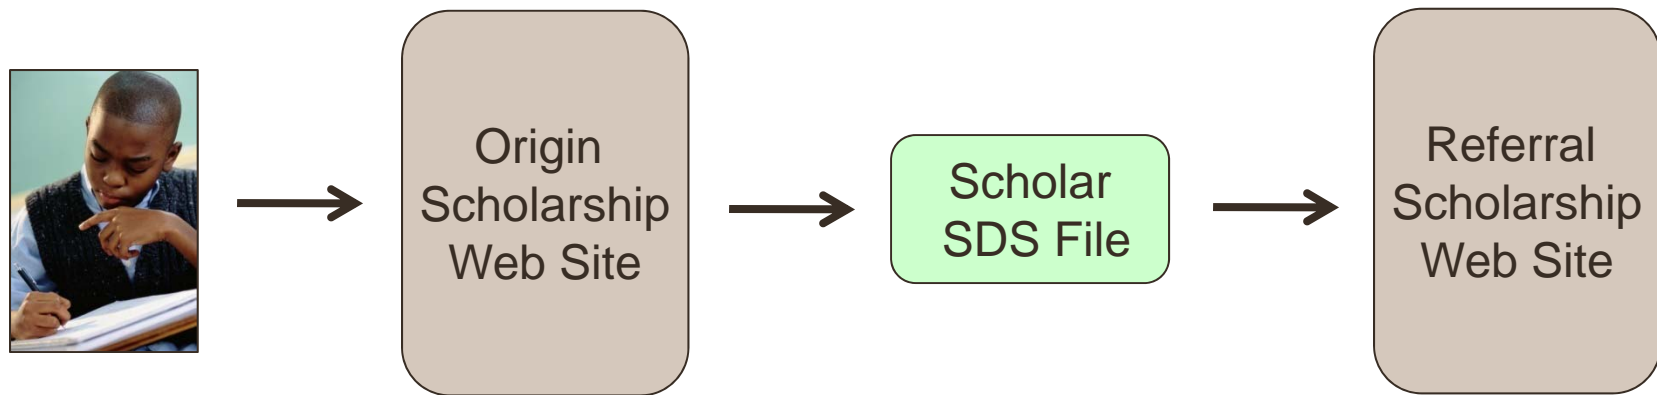 Origin
Scholarship
Web Site
Scholar
SDS File
Referral
Scholarship
Web Site